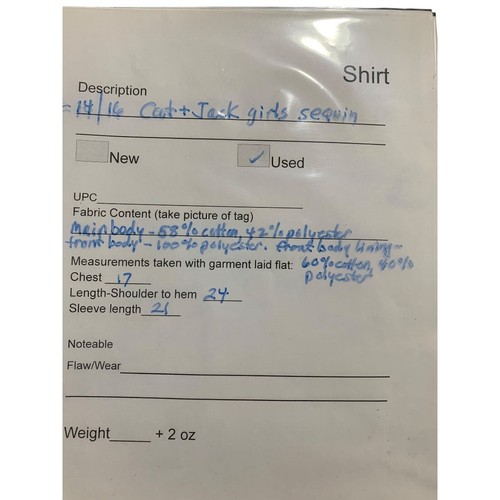 Shirt
Description
14/16 Cat + Jack girls sequin
New
✓ Used
UPC
Fabric Content (take picture of tag)
main body - 58% cotton, 42% polyester
front body - 100% polyester. front body lining -
Measurements taken with garment laid flat: 60% cotton, 40%
polyester
Chest 17
Length-Shoulder to hem 24
Sleeve length 21
Noteable
Flaw/Wear
Weight_____ + 2 oz